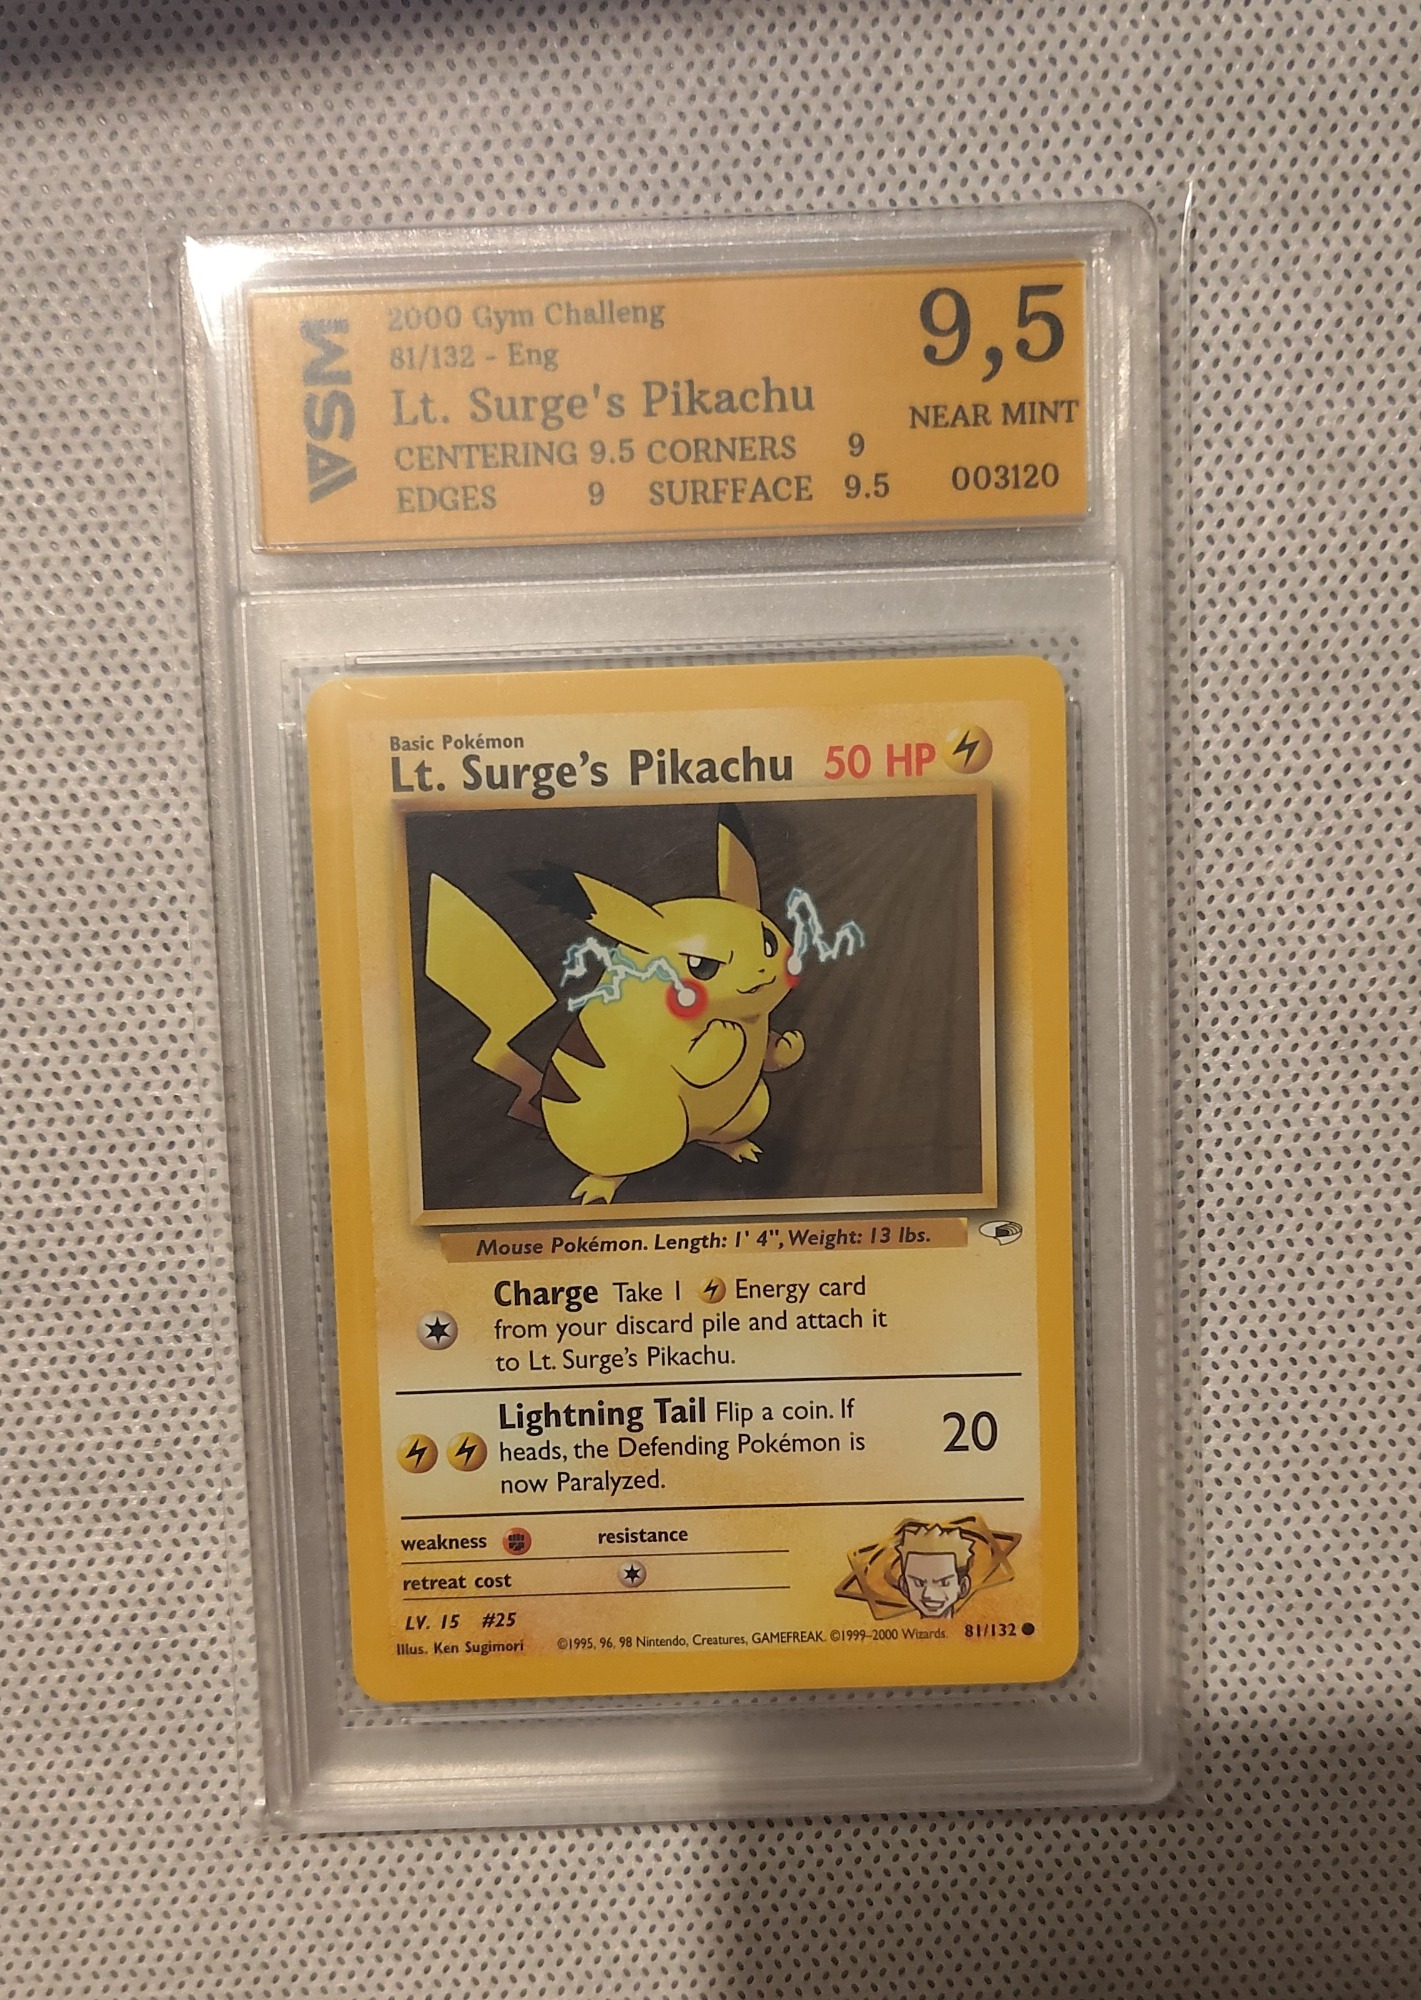 VSM
2000 Gym Challeng
81/132 - Eng
Lt. Surge's Pikachu
CENTERING 9.5 CORNERS 9
EDGES 9 SURFFACE 9.5
9,5
NEAR MINT
003120
Basic Pokémon
Lt. Surge's Pikachu 50 HP
Mouse Pokémon. Length: 1' 4", Weight: 13 lbs.
Charge Take 1 Energy card
from your discard pile and attach it
to Lt. Surge's Pikachu.
Lightning Tail Flip a coin. If
heads, the Defending Pokémon is
now Paralyzed.
20
weakness resistance
retreat cost
LV. 15 #25
Illus. Ken Sugimori ©1995, 96, 98 Nintendo, Creatures, GAMEFREAK. ©1999–2000 Wizards. 81/132